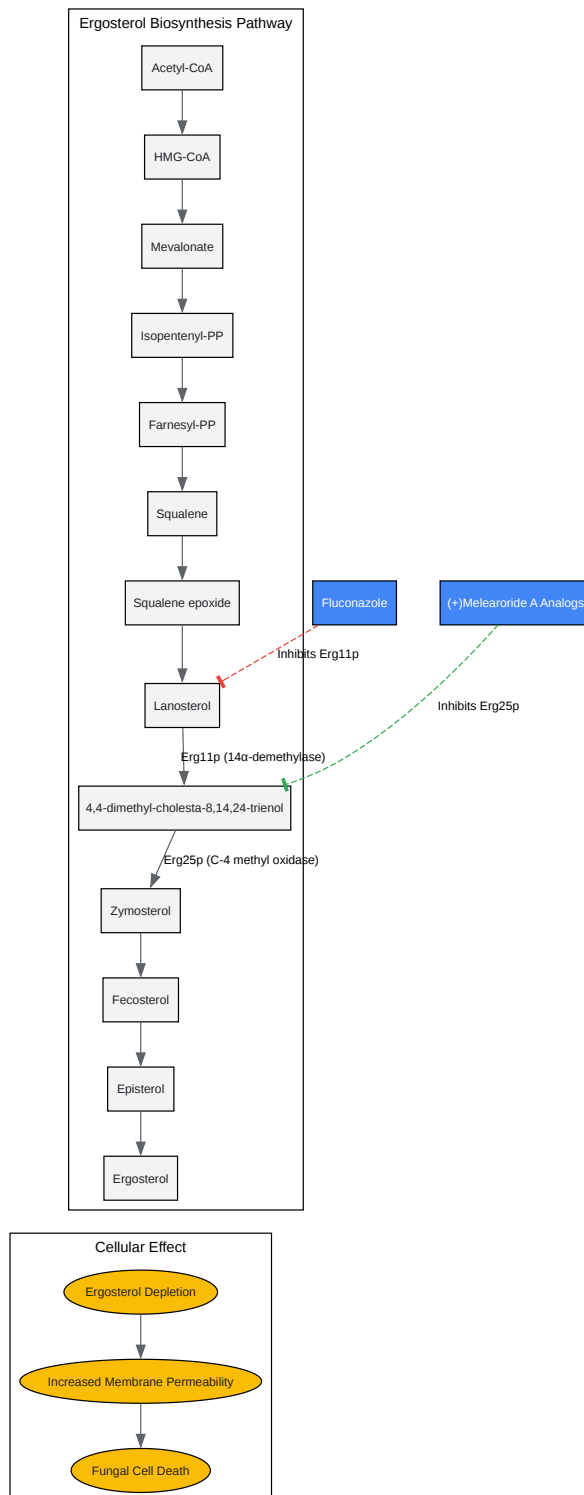 Ergosterol Biosynthesis Pathway
Acetyl-CoA
HMG-CoA
Mevalonate
Isopentenyl-PP
Farnesyl-PP
Squalene
Squalene epoxide
Fluconazole
(+)Melearoride A Analogs
Inhibits Erg11p
Lanosterol
Inhibits Erg25p
Erg11p (14α-demethylase)
4,4-dimethyl-cholesta-8,14,24-trienol
Erg25p (C-4 methyl oxidase)
Zymosterol
Fecosterol
Episterol
Ergosterol
Cellular Effect
Ergosterol Depletion
Increased Membrane Permeability
Fungal Cell Death